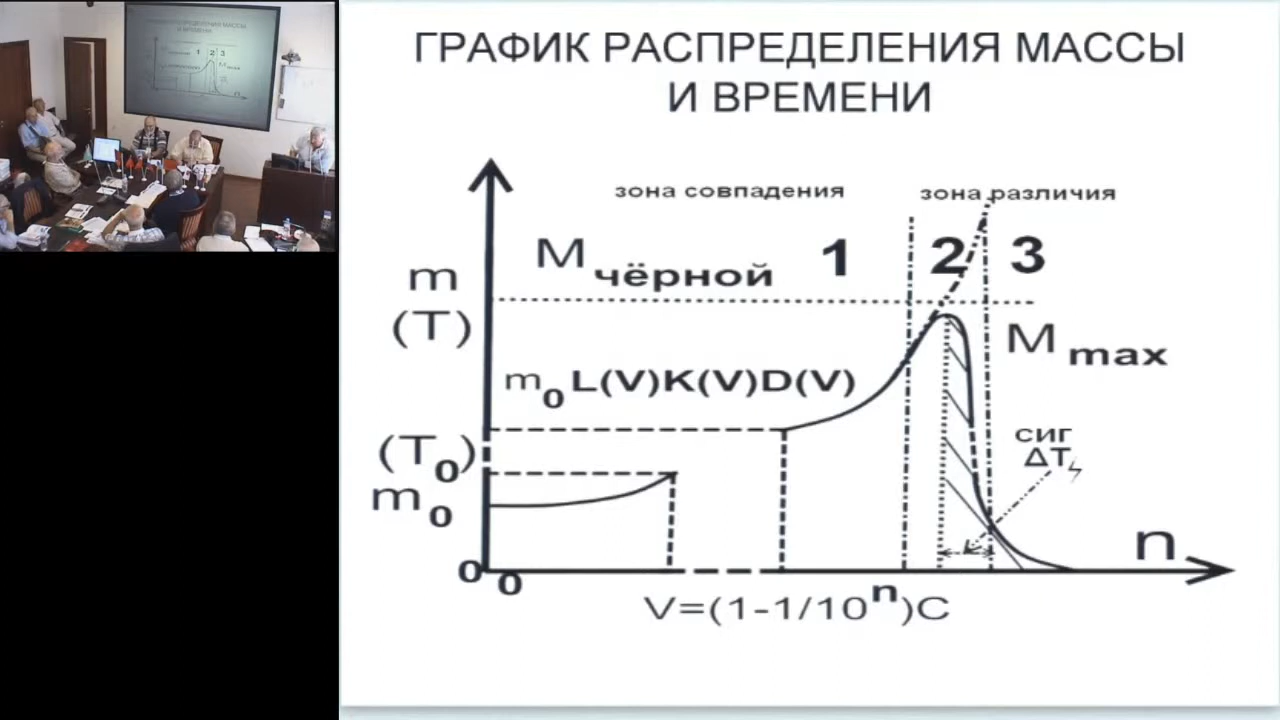 ГРАФИК РАСПРЕДЕЛЕНИЯ МАССЫ
И ВРЕМЕНИ
зона совпадения
зона различия
M чёрной
1
2
3
m
(T)
M max
m₀L(V)K(V)D(V)
(T₀)
m₀
сиг
ΔT
0
0
n
V=(1-1/10ⁿ)C